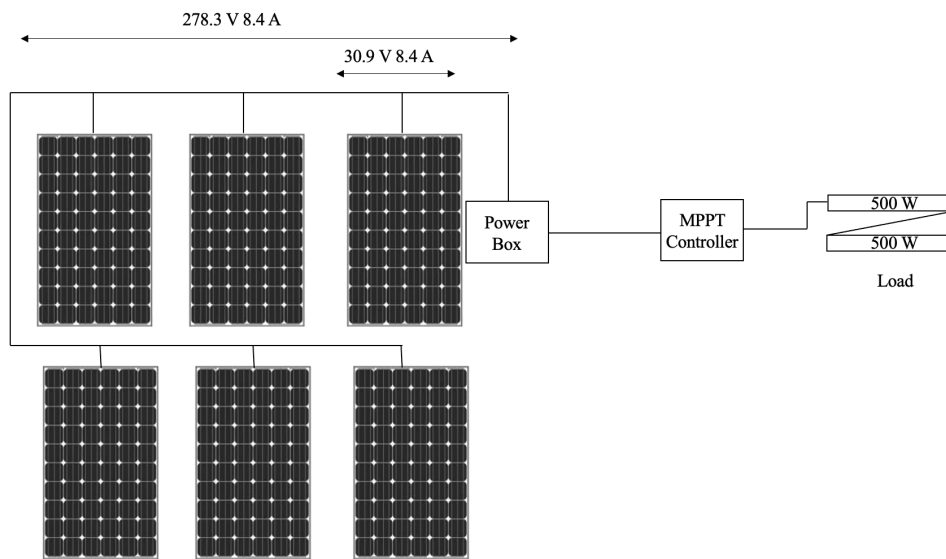 278.3 V 8.4 A
30.9 V 8.4 A
Power
Box
MPPT
Controller
500 W
500 W
Load